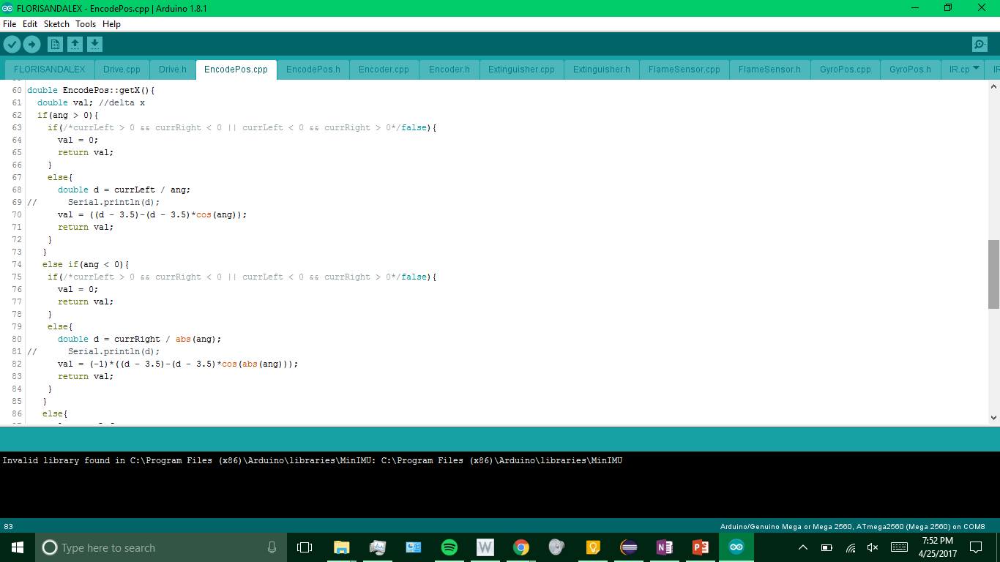 FLORISANDALEX - EncodePos.cpp | Arduino 1.8.1
File Edit Sketch Tools Help
FLORISANDALEX Drive.cpp Drive.h EncodePos.cpp EncodePos.h Encoder.cpp Encoder.h Extinguisher.cpp Extinguisher.h FlameSensor.cpp FlameSensor.h GyroPos.cpp GyroPos.h IR.cp IR
60 double EncodePos::getX(){
61 double val; //delta x
62 if(ang > 0){
63 if(/*currLeft > 0 && currRight < 0 || currLeft < 0 && currRight > 0*/false){
64 val = 0;
65 return val;
66 }
67 else{
68 double d = currLeft / ang;
69 // Serial.println(d);
70 val = ((d - 3.5)-(d - 3.5)*cos(ang));
71 return val;
72 }
73 }
74 else if(ang < 0){
75 if(/*currLeft > 0 && currRight < 0 || currLeft < 0 && currRight > 0*/false){
76 val = 0;
77 return val;
78 }
79 else{
80 double d = currRight / abs(ang);
81 // Serial.println(d);
82 val = (-1)*((d - 3.5)-(d - 3.5)*cos(abs(ang)));
83 return val;
84 }
85 }
86 else{
Invalid library found in C:\Program Files (x86)\Arduino\libraries\MinIMU: C:\Program Files (x86)\Arduino\libraries\MinIMU
83 Arduino/Genuino Mega or Mega 2560, ATmega2560 (Mega 2560) on COM8
Type here to search
7:52 PM
4/25/2017